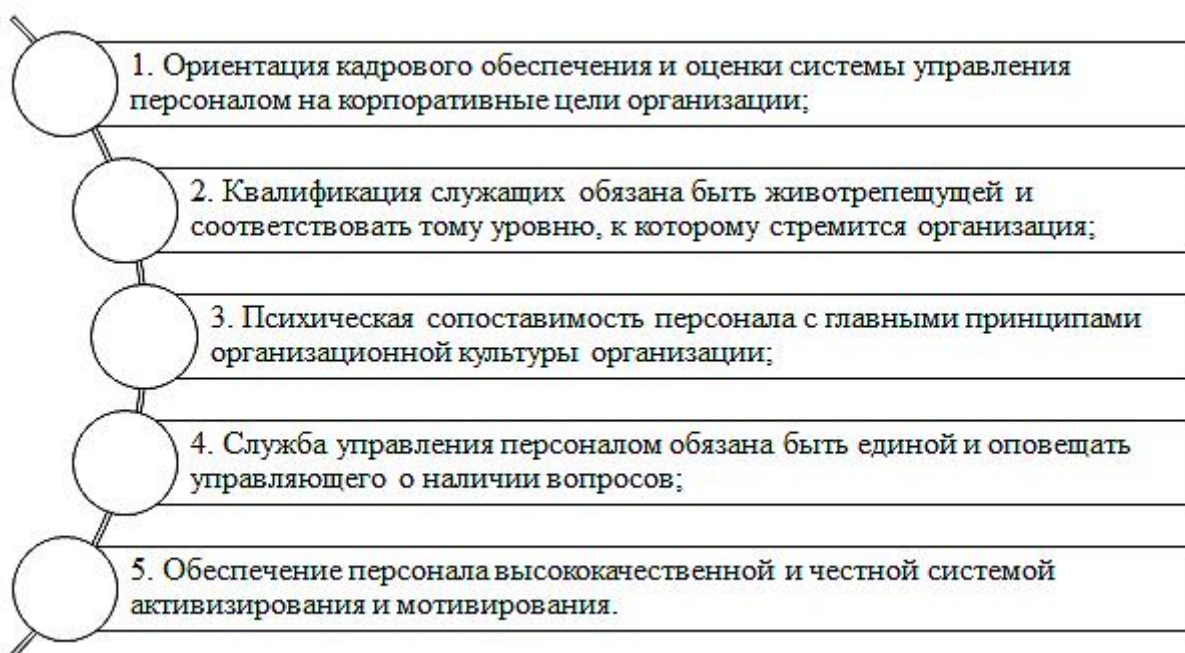 1. Ориентация кадрового обеспечения и оценки системы управления
персоналом на корпоративные цели организации;
2. Квалификация служащих обязана быть животрепещущей и
соответствовать тому уровню, к которому стремится организация;
3. Психическая сопоставимость персонала с главными принципами
организационной культуры организации;
4. Служба управления персоналом обязана быть единой и оповещать
управляющего о наличии вопросов;
5. Обеспечение персонала высококачественной и честной системой
активизирования и мотивирования.